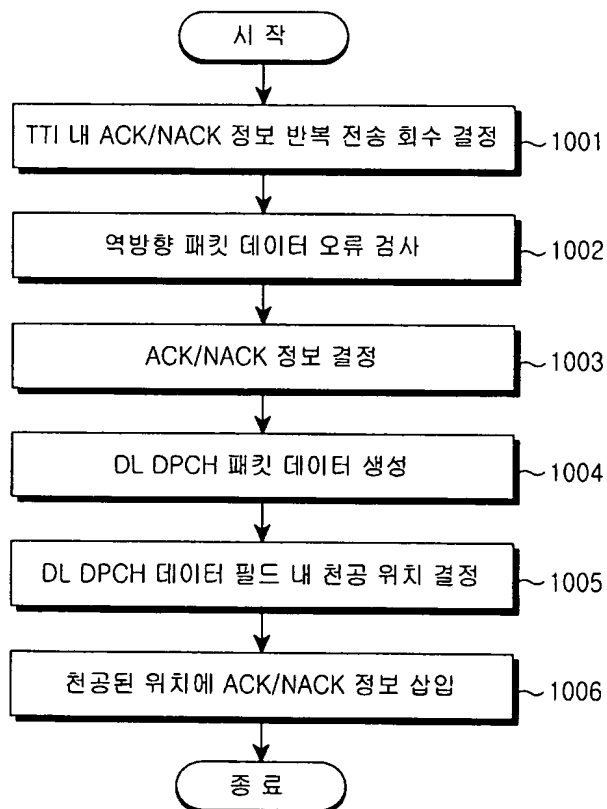 시 작
TTI 내 ACK/NACK 정보 반복 전송 회수 결정
1001
역방향 패킷 데이터 오류 검사
1002
ACK/NACK 정보 결정
1003
DL DPCH 패킷 데이터 생성
1004
DL DPCH 데이터 필드 내 천공 위치 결정
1005
천공된 위치에 ACK/NACK 정보 삽입
1006
종 료